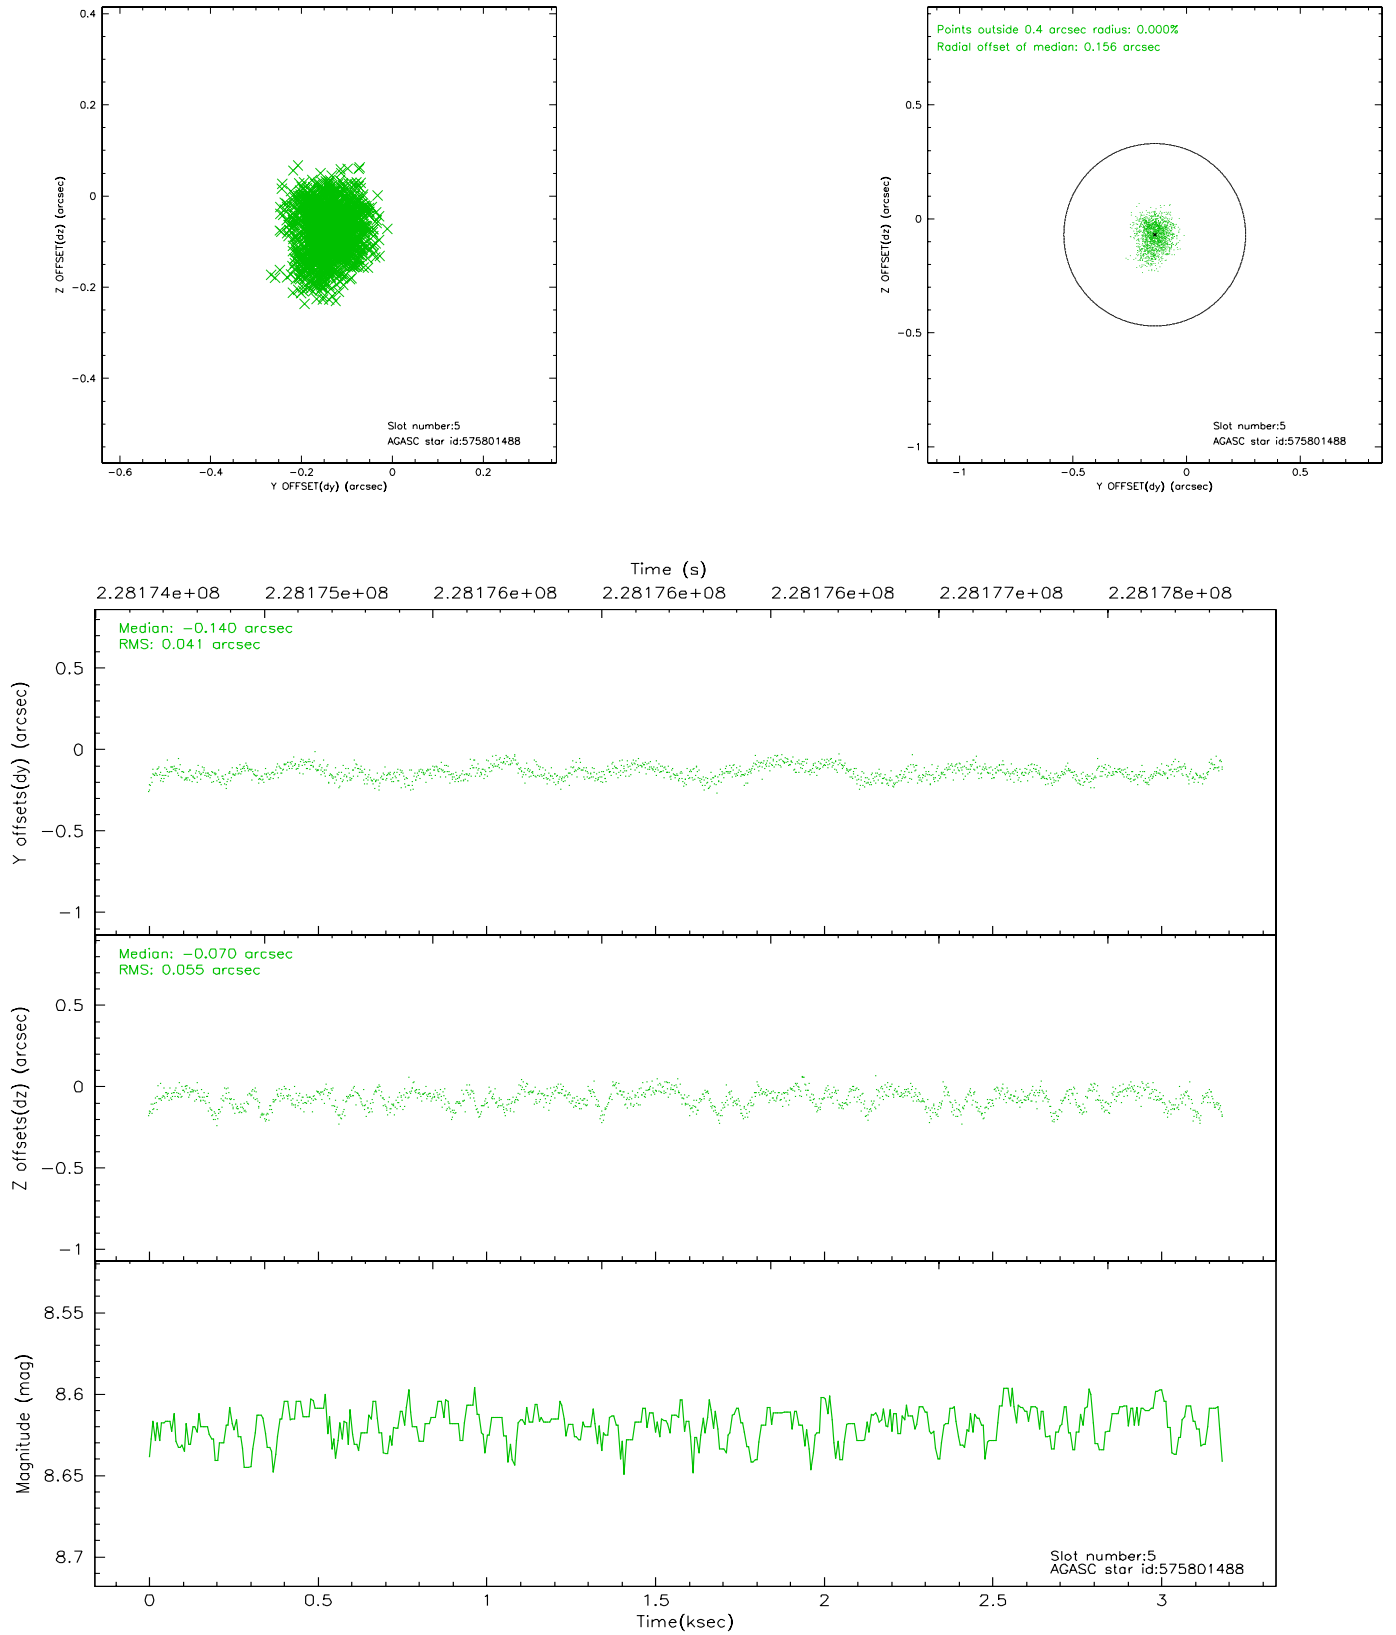 0.4
0.2
0
−0.2
−0.4
Z OFFSET(dz) (arcsec)
Slot number:5
AGASC star id:575801488
−0.6 −0.4 −0.2 0 0.2
Y OFFSET(dy) (arcsec)
Points outside 0.4 arcsec radius: 0.000%
Radial offset of median: 0.156 arcsec
0.5
0
−0.5
−1
Z OFFSET(dz) (arcsec)
Slot number:5
AGASC star id:575801488
−1 −0.5 0 0.5
Y OFFSET(dy) (arcsec)
Time (s)
2.28174e+08 2.28175e+08 2.28176e+08 2.28176e+08 2.28176e+08 2.28177e+08 2.28178e+08
Median: −0.140 arcsec
RMS: 0.041 arcsec
0.5
0
−0.5
−1
Y offsets(dy) (arcsec)
Median: −0.070 arcsec
RMS: 0.055 arcsec
0.5
0
−0.5
−1
Z offsets(dz) (arcsec)
8.55
8.6
8.65
8.7
Magnitude (mag)
Slot number:5
AGASC star id:575801488
0 0.5 1 1.5 2 2.5 3
Time(ksec)